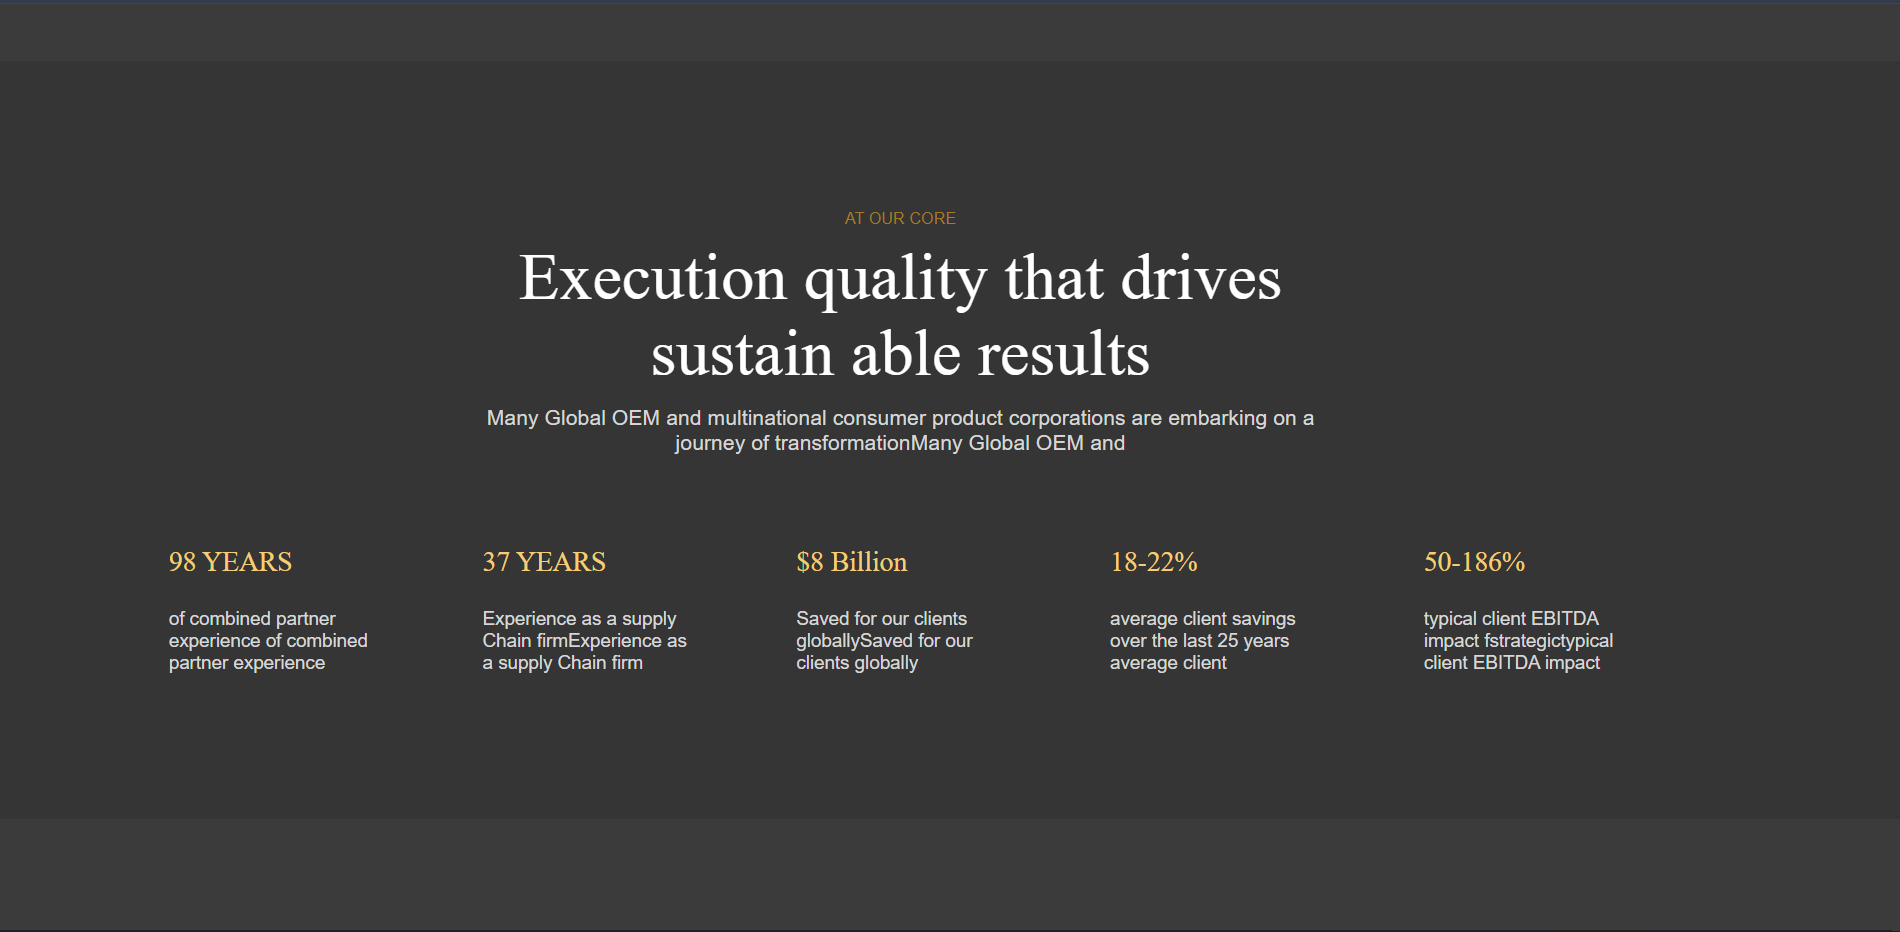 AT OUR CORE
Execution quality that drives
sustain able results
Many Global OEM and multinational consumer product corporations are embarking on a
journey of transformationMany Global OEM and
98 YEARS
of combined partner
experience of combined
partner experience
37 YEARS
Experience as a supply
Chain firmExperience as
a supply Chain firm
$8 Billion
Saved for our clients
globallySaved for our
clients globally
18-22%
average client savings
over the last 25 years
average client
50-186%
typical client EBITDA
impact fstrategictypical
client EBITDA impact